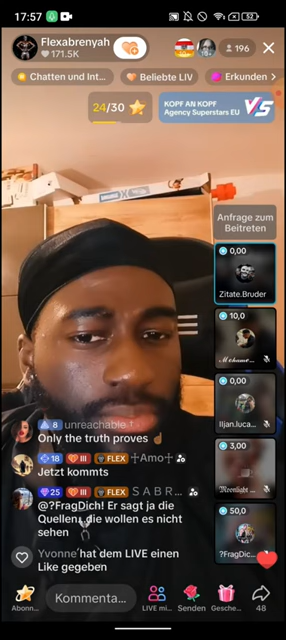 17:57
52
Flexabrenyah
171.5K
196
Chatten und Int...
Beliebte LIV
Erkunden
24/30
KOPF AN KOPF
Agency Superstars EU
VS
Anfrage zum
Beitreten
0,00
Zitate.Bruder
10,0
0,00
Iljan.luca...
3,00
50,0
?FragDic...
8 unreachable
Only the truth proves ☝
18 III FLEX ☥Amo☥
Jetzt kommts
25 III FLEX S A B R...
@?FragDich! Er sagt ja die
Quellen, die wollen es nicht
sehen
Yvonne hat dem LIVE einen
Like gegeben
Abonn...
Kommenta...
LIVE mi...
Senden
Gesche...
48